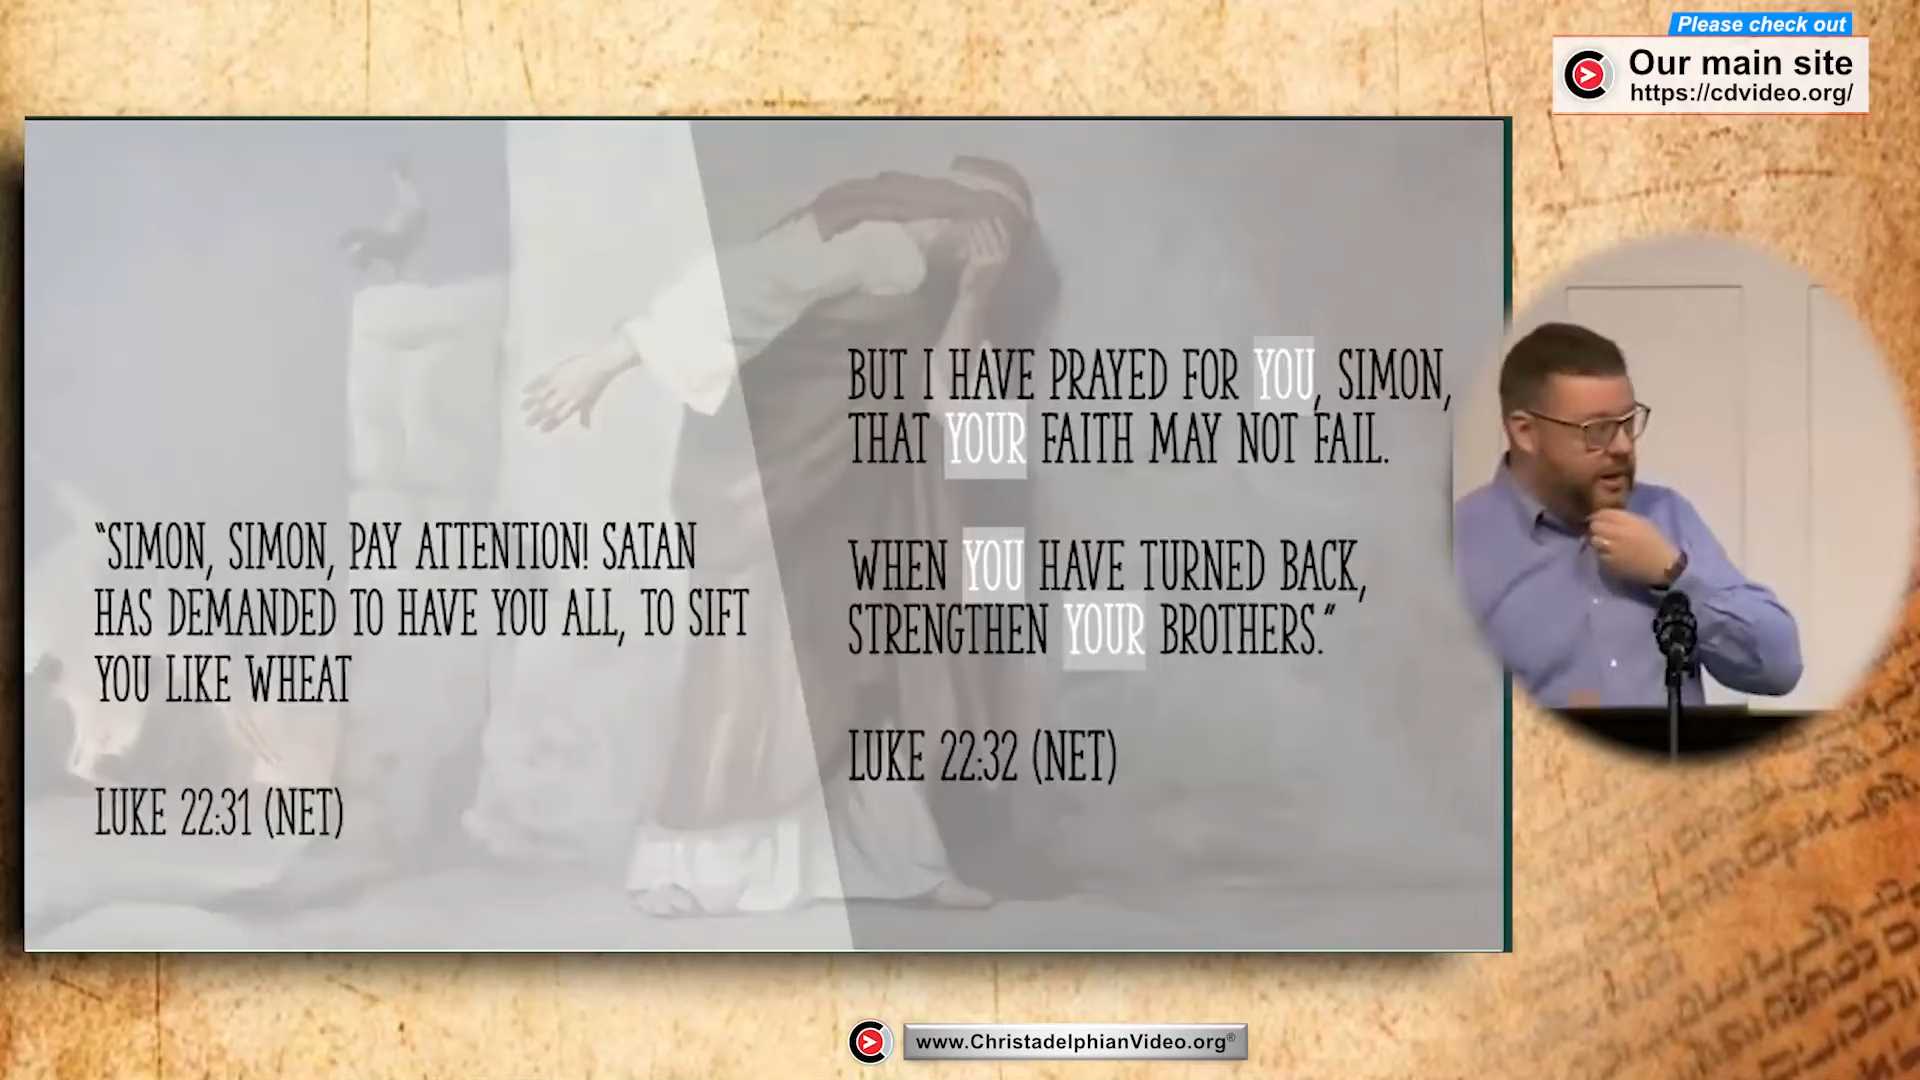 Please check out
Our main site
https://cdvideo.org/
"SIMON, SIMON, PAY ATTENTION! SATAN
HAS DEMANDED TO HAVE YOU ALL, TO SIFT
YOU LIKE WHEAT
LUKE 22:31 (NET)
BUT I HAVE PRAYED FOR YOU, SIMON,
THAT YOUR FAITH MAY NOT FAIL.
WHEN YOU HAVE TURNED BACK,
STRENGTHEN YOUR BROTHERS."
LUKE 22:32 (NET)
www.ChristadelphianVideo.org®